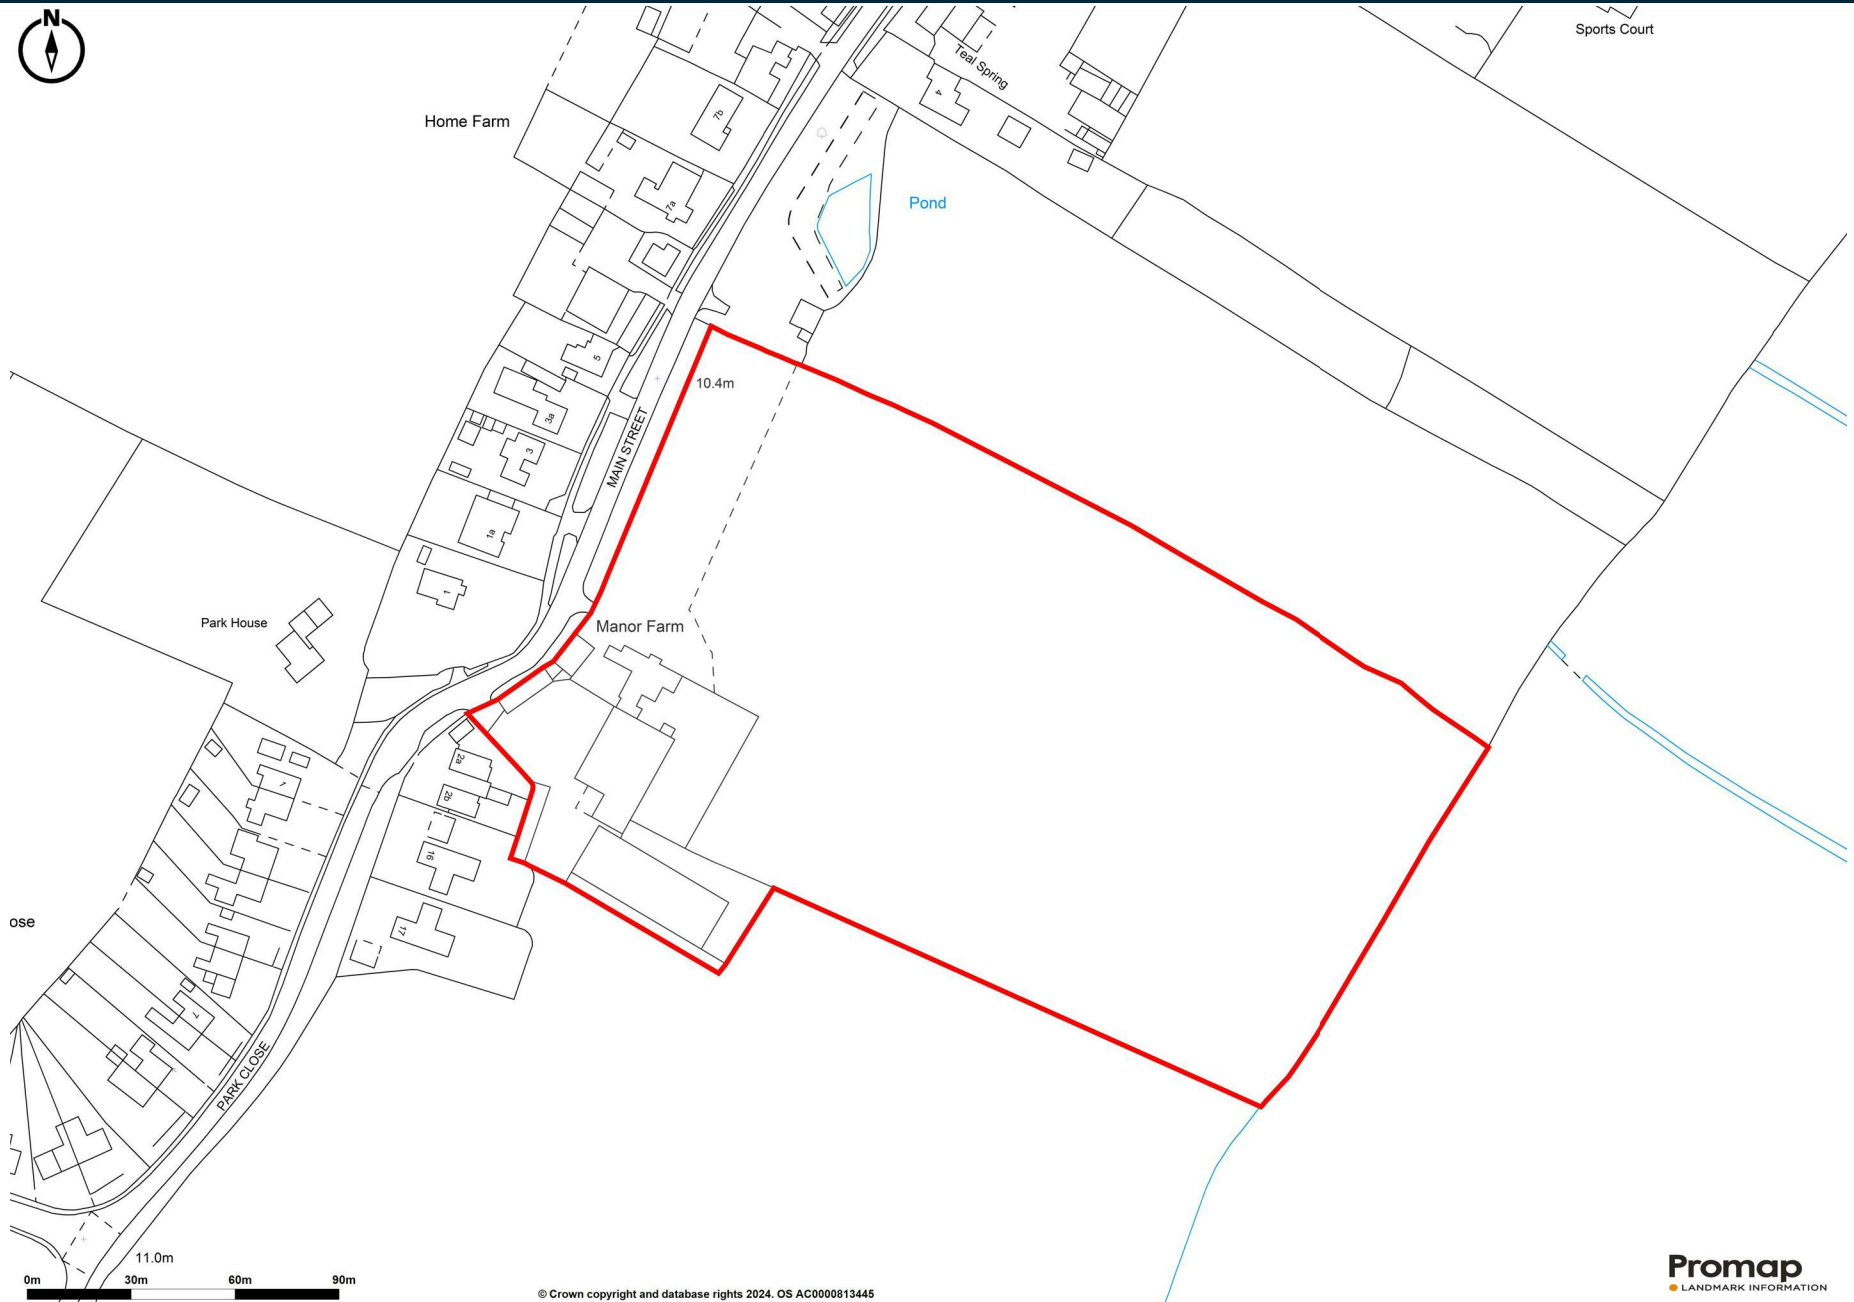 N
Sports Court
Teal Spring
4
Home Farm
7b
7a
Pond
5
10.4m
3a
MAIN STREET
3
1a
1
Park House
Manor Farm
2a
2b
16
17
ose
7
PARK CLOSE
11.0m
0m 30m 60m 90m
© Crown copyright and database rights 2024. OS AC0000813445
Promap
LANDMARK INFORMATION